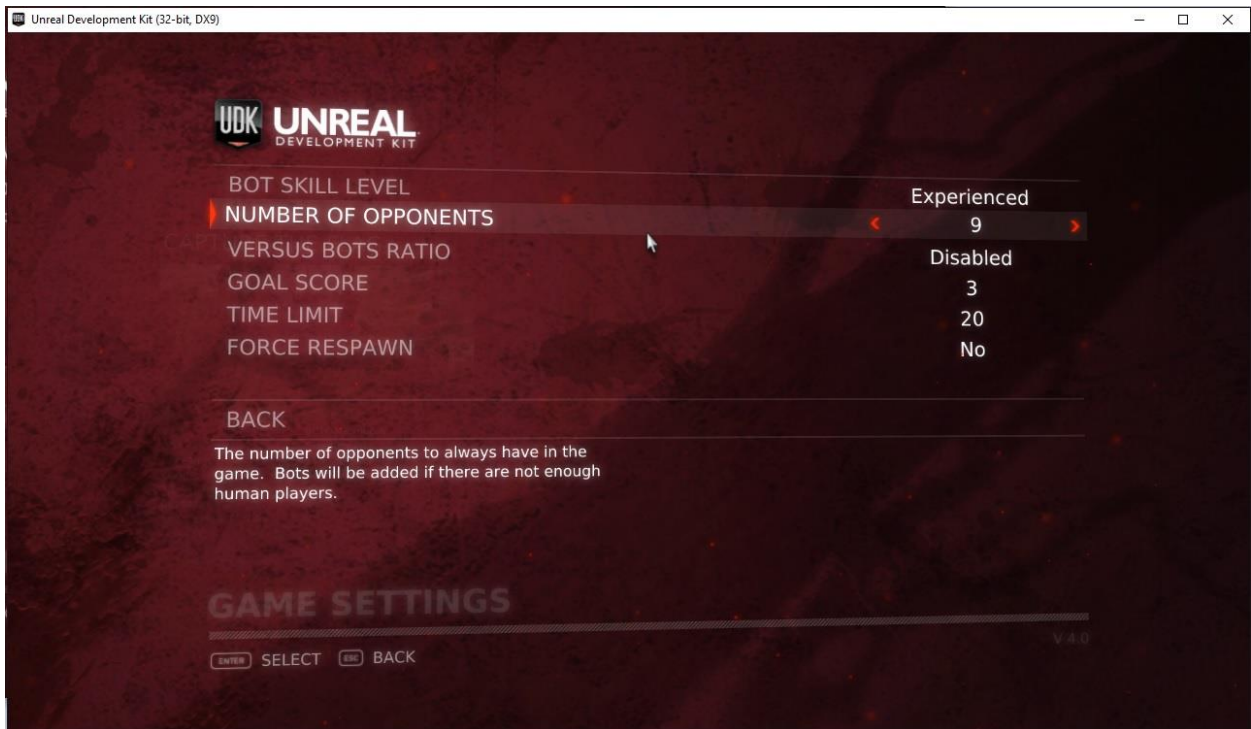 Unreal Development Kit (32-bit, DX9)
UDK UNREAL
DEVELOPMENT KIT
BOT SKILL LEVEL Experienced
NUMBER OF OPPONENTS 9
VERSUS BOTS RATIO Disabled
GOAL SCORE 3
TIME LIMIT 20
FORCE RESPAWN No
BACK
The number of opponents to always have in the
game. Bots will be added if there are not enough
human players.
GAME SETTINGS
V 4.0
ENTER SELECT ESC BACK